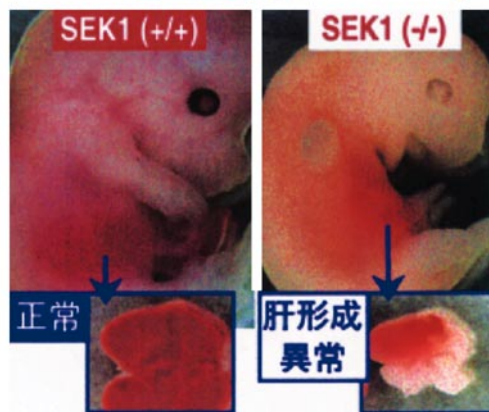 SEK1 (+/+)
SEK1 (-/-)
正常
肝形成
異常